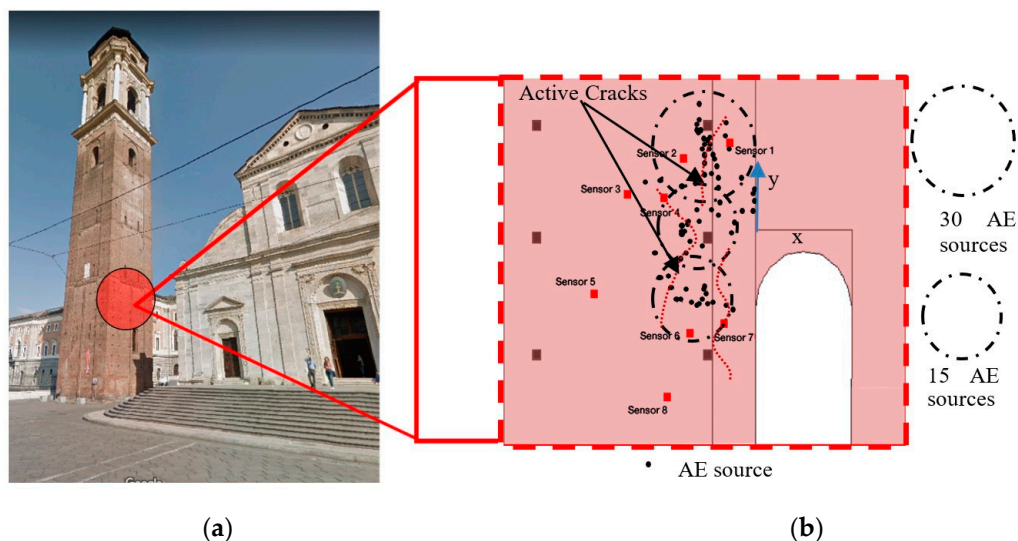 Active Cracks
Sensor 1
Sensor 2
y
Sensor 3
Sensor 4
30 AE
sources
x
Sensor 5
Sensor 6
Sensor 7
15 AE
sources
Sensor 8
AE source
(a)
(b)